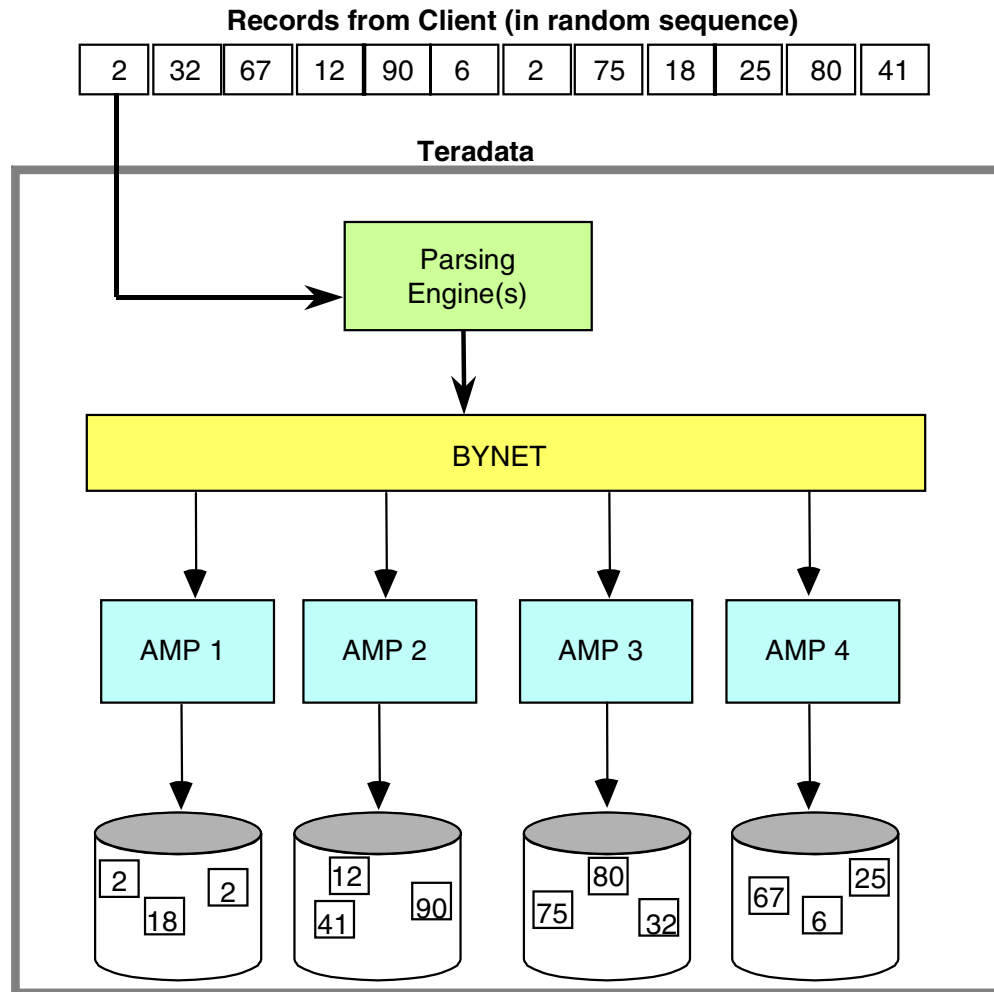 Records from Client (in random sequence)
2 32 67 12 90 6 2 75 18 25 80 41
Teradata
Parsing
Engine(s)
BYNET
AMP 1 AMP 2 AMP 3 AMP 4
2 18 2
12 41 90
75 80 32
67 6 25